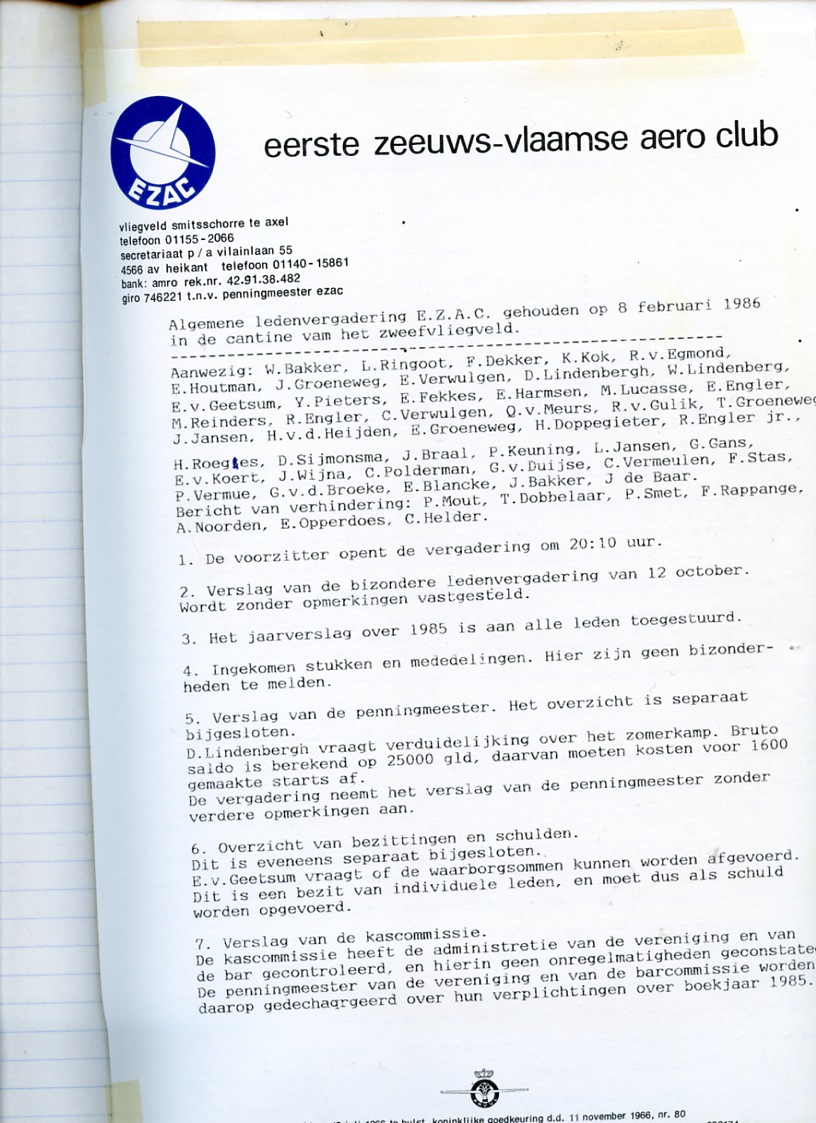 EZAC
eerste zeeuws-vlaamse aero club
vliegveld smitsschorre te axel
telefoon 01155-2066
secretariaat p/a vilainlaan 55
4566 av heikant telefoon 01140-15861
bank: amro rek.nr. 42.91.38.482
giro 746221 t.n.v. penningmeester ezac
Algemene ledenvergadering E.Z.A.C. gehouden op 8 februari 1986
in de cantine vam het zweefvliegveld.
Aanwezig: W.Bakker, L.Ringoot, F.Dekker, K.Kok, R.v.Egmond,
E.Houtman, J.Groeneweg, E.Verwulgen, D.Lindenbergh, W.Lindenberg,
E.v.Geetsum, Y.Pieters, E.Fekkes, E.Harmsen, M.Lucasse, E.Engler,
M.Reinders, R.Engler, C.Verwulgen, Q.v.Meurs, R.v.Gulik, T.Groeneweg
J.Jansen, H.v.d.Heijden, E.Groeneweg, H.Doppegieter, R.Engler jr.,
H.Roegies, D.Sijmonsma, J.Braal, P.Keuning, L.Jansen, G.Gans,
E.v.Koert, J.Wijna, C.Polderman, G.v.Duijse, C.Vermeulen, F.Stas,
P.Vermue, G.v.d.Broeke, E.Blancke, J.Bakker, J de Baar.
Bericht van verhindering: P.Mout, T.Dobbelaar, P.Smet, F.Rappange,
A.Noorden, E.Opperdoes, C.Helder.
1. De voorzitter opent de vergadering om 20:10 uur.
2. Verslag van de bizondere ledenvergadering van 12 october.
Wordt zonder opmerkingen vastgesteld.
3. Het jaarverslag over 1985 is aan alle leden toegestuurd.
4. Ingekomen stukken en mededelingen. Hier zijn geen bizonder-
heden te melden.
5. Verslag van de penningmeester. Het overzicht is separaat
bijgesloten.
D.Lindenbergh vraagt verduidelijking over het zomerkamp. Bruto
saldo is berekend op 25000 gld, daarvan moeten kosten voor 1600
gemaakte starts af.
De vergadering neemt het verslag van de penningmeester zonder
verdere opmerkingen aan.
6. Overzicht van bezittingen en schulden.
Dit is eveneens separaat bijgesloten.
E.v.Geetsum vraagt of de waarborgsommen kunnen worden afgevoerd.
Dit is een bezit van individuele leden, en moet dus als schuld
worden opgevoerd.
7. Verslag van de kascommissie.
De kascommissie heeft de administretie van de vereniging en van
de bar gecontroleerd, en hierin geen onregelmatigheden geconstatee
De penningmeester van de vereniging en van de barcommissie worden
daarop gedechaqrgeerd over hun verplichtingen over boekjaar 1985.
hulst, koninklijke goedkeuring d.d. 11 november 1966, nr. 80